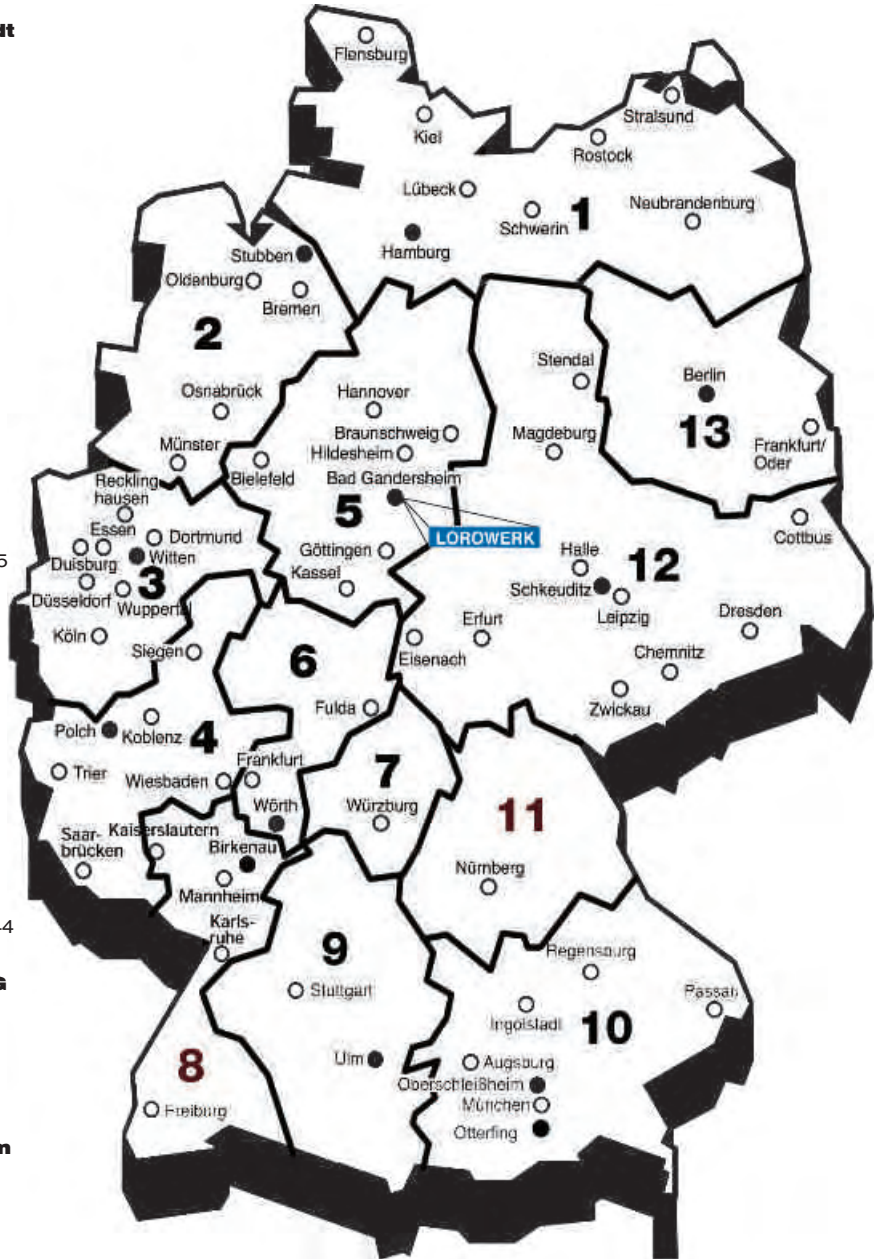 dt
Flensburg
Stralsund
Kiel
Rostock
Lübeck
Neubrandenburg
1
Schwerin
Hamburg
Stubben
Oldenburg
Bremen
2
Stendal
Berlin
Osnabrück
Hannover
13
Braunschweig
Magdeburg
Münster
Hildesheim
Frankfurt/
Oder
Bielefeld
Bad Gandersheim
Reckling
hausen
5
Essen
Dortmund
LOROWERK
Cottbus
Göttingen
Halle
5
Duisburg
Witten
12
3
Kassel
Schkeuditz
Düsseldorf
Wuppertal
Leipzig
Dresden
Köln
Erfurt
Siegen
6
Eisenach
Chemnitz
Fulda
Zwickau
Polch
Koblenz
4
Frankfurt
7
Trier
Wiesbaden
Wörth
Würzburg
11
Saar-
brücken
Kaiserslautern
Birkenau
Nürnberg
Mannheim
4
Karls-
ruhe
9
Regensburg
G
Stuttgart
Passau
Ingolstadt
10
8
Ulm
Augsburg
Oberschleißheim
München
Freiburg
Otterfing
n